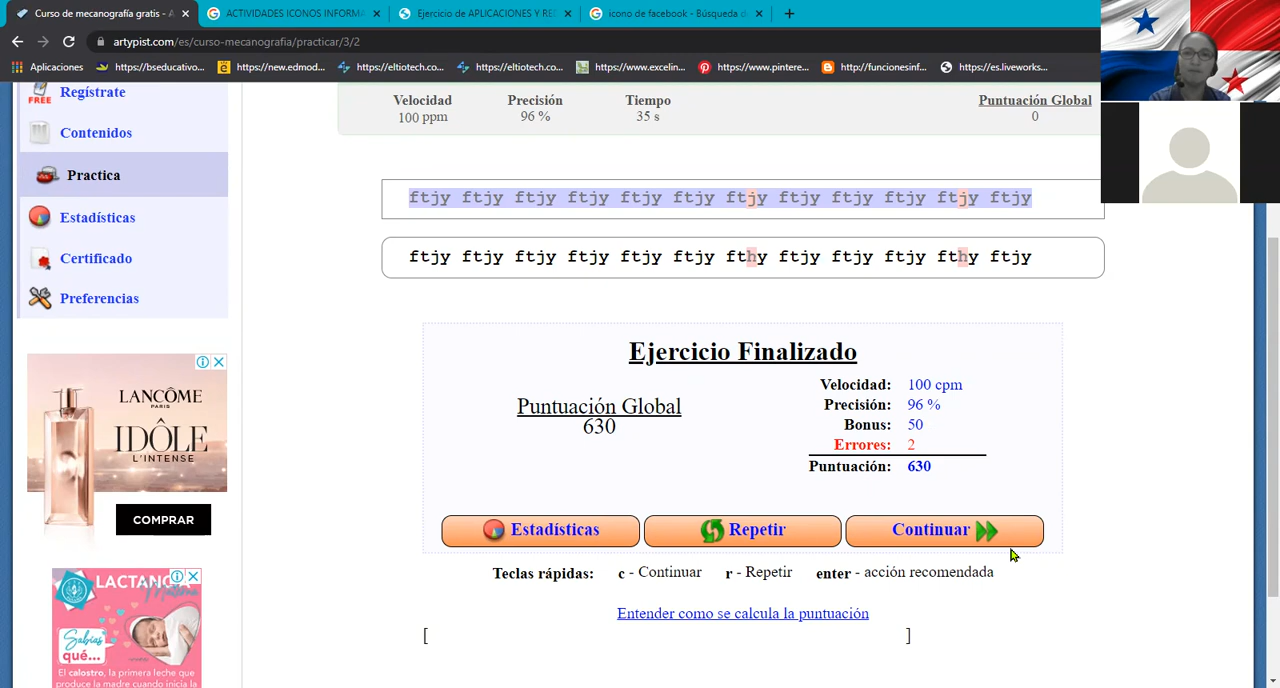 Curso de mecanografía gratis - A
ACTIVIDADES ICONOS INFORMA
Ejercicio de APLICACIONES Y RE
icono de facebook - Búsqueda d
artypist.com/es/curso-mecanografia/practicar/3/2
Aplicaciones
https://bseducativo...
https://new.edmod...
https://eltiotech.co...
https://eltiotech.co...
https://www.excelin...
https://www.pintere...
http://funcionesinf...
https://es.liveworks...
FREE
Regístrate
Contenidos
Practica
Estadísticas
Certificado
Preferencias
Velocidad Precisión Tiempo Puntuación Global
100 ppm 96 % 35 s 0
ftjy ftjy ftjy ftjy ftjy ftjy ftjy ftjy ftjy ftjy ftjy ftjy
ftjy ftjy ftjy ftjy ftjy ftjy fthy ftjy ftjy ftjy fthy ftjy
Ejercicio Finalizado
Puntuación Global
630
Velocidad: 100 cpm
Precisión: 96 %
Bonus: 50
Errores: 2
Puntuación: 630
Estadísticas
Repetir
Continuar
Teclas rápidas: c - Continuar r - Repetir enter - acción recomendada
Entender como se calcula la puntuación
[ ]
LANCÔME
PARIS
IDÔLE
L'INTENSE
COMPRAR
LACTANCIA
Materna
Sabías
qué...
El calostro, la primera leche que
produce la madre cuando inicia la